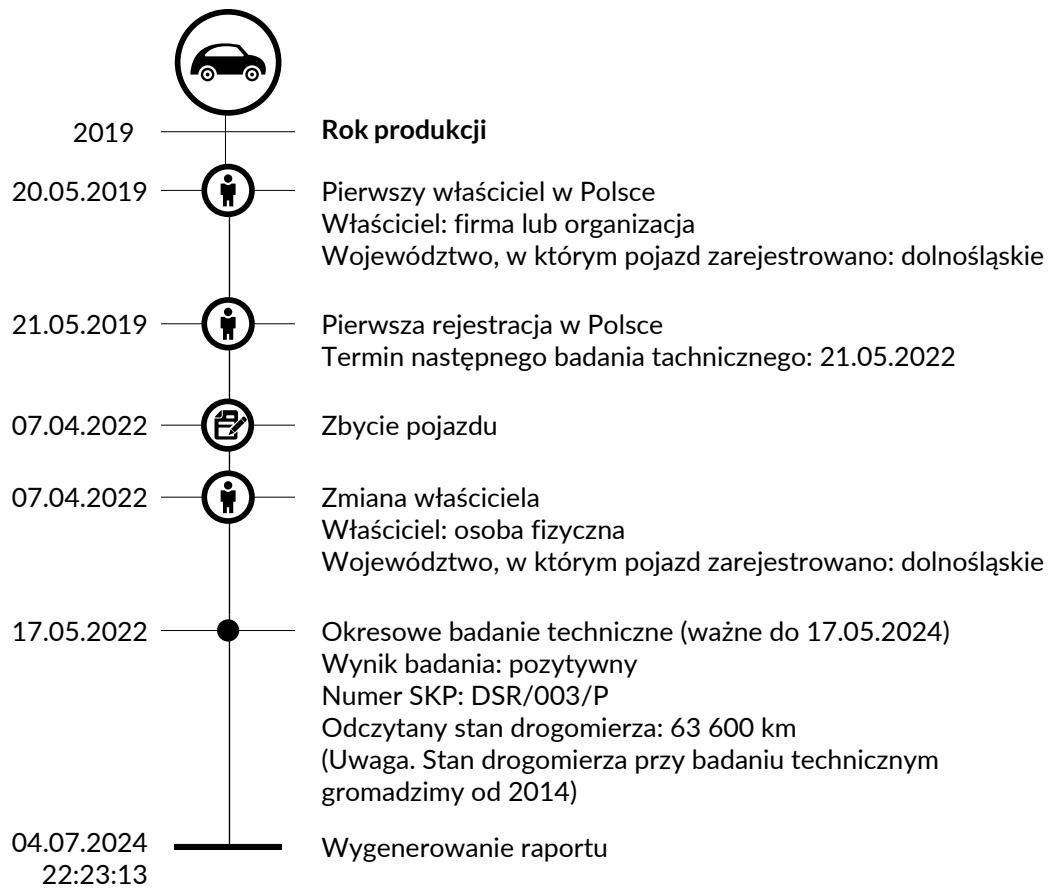 2019 Rok produkcji
20.05.2019 Pierwszy właściciel w Polsce
Właściciel: firma lub organizacja
Województwo, w którym pojazd zarejestrowano: dolnośląskie
21.05.2019 Pierwsza rejestracja w Polsce
Termin następnego badania tachnicznego: 21.05.2022
07.04.2022 Zbycie pojazdu
07.04.2022 Zmiana właściciela
Właściciel: osoba fizyczna
Województwo, w którym pojazd zarejestrowano: dolnośląskie
17.05.2022 Okresowe badanie techniczne (ważne do 17.05.2024)
Wynik badania: pozytywny
Numer SKP: DSR/003/P
Odczytany stan drogomierza: 63 600 km
(Uwaga. Stan drogomierza przy badaniu technicznym
gromadzimy od 2014)
04.07.2024 Wygenerowanie raportu
22:23:13